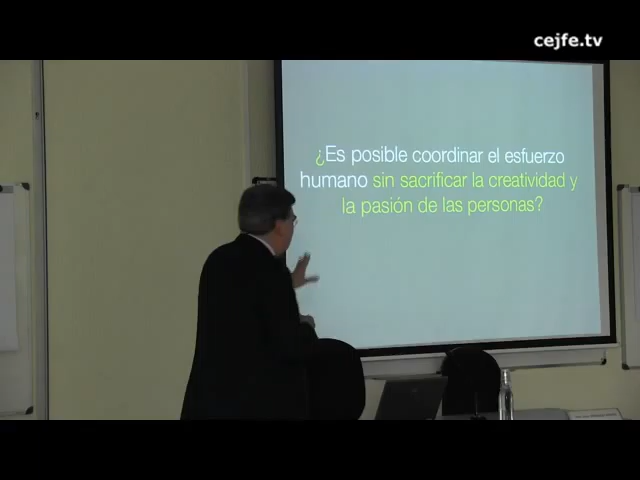 cejfe.tv
¿Es posible coordinar el esfuerzo
humano sin sacrificar la creatividad y
la pasión de las personas?